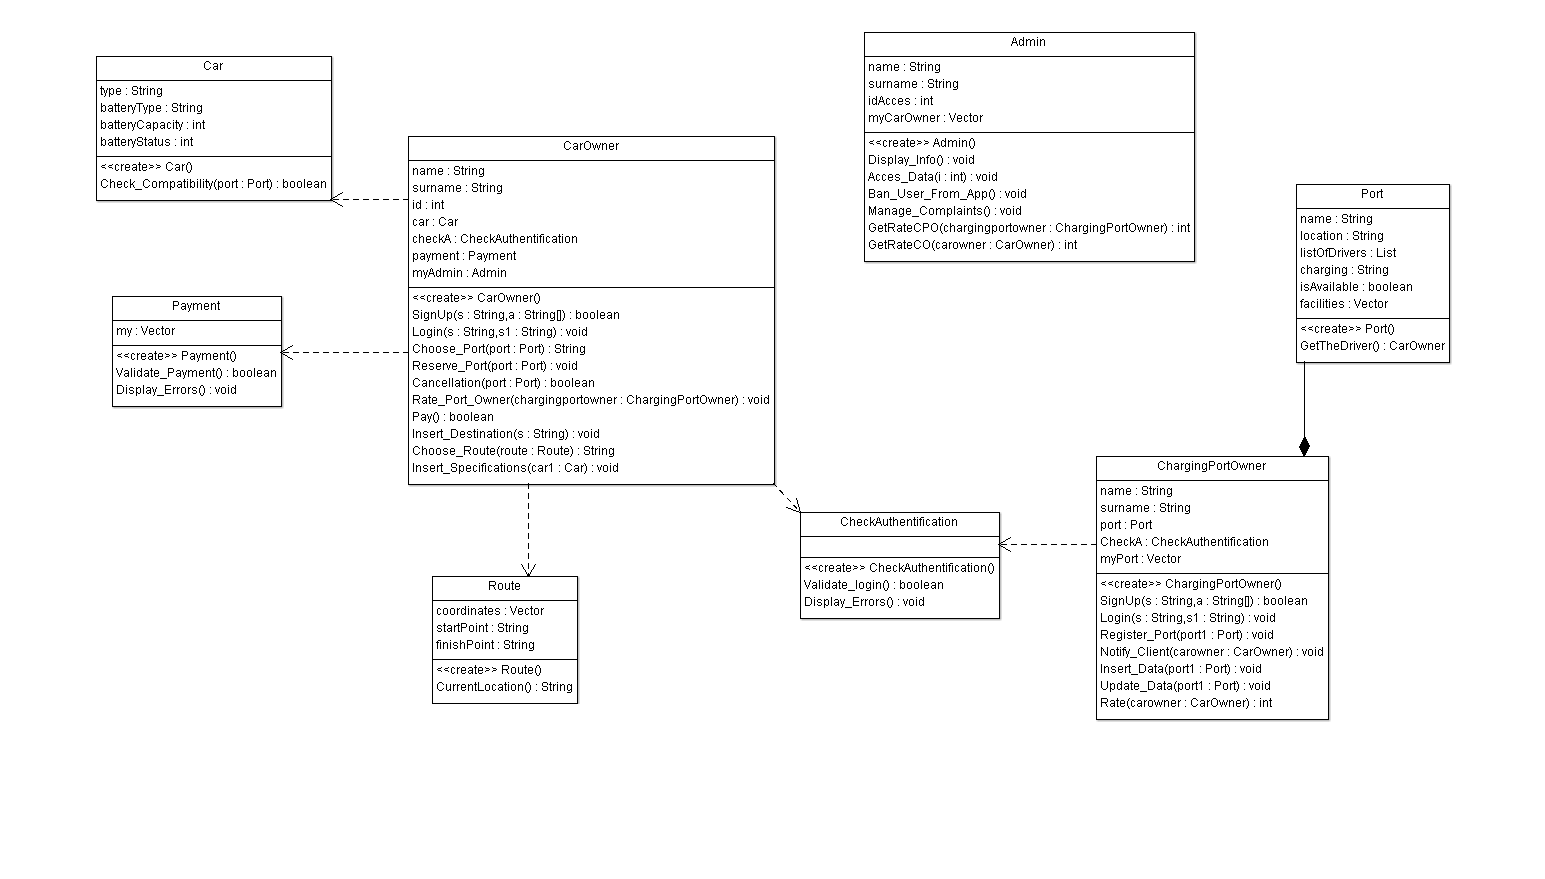 Car
type : String
batteryType : String
batteryCapacity : int
batteryStatus : int
<<create>> Car()
Check_Compatibility(port : Port) : boolean
Payment
my : Vector
<<create>> Payment()
Validate_Payment() : boolean
Display_Errors() : void
CarOwner
name : String
surname : String
id : int
car : Car
checkA : CheckAuthentification
payment : Payment
myAdmin : Admin
<<create>> CarOwner()
SignUp(s : String,a : String[]) : boolean
Login(s : String,s1 : String) : void
Choose_Port(port : Port) : String
Reserve_Port(port : Port) : void
Cancellation(port : Port) : boolean
Rate_Port_Owner(chargingportowner : ChargingPortOwner) : void
Pay() : boolean
Insert_Destination(s : String) : void
Choose_Route(route : Route) : String
Insert_Specifications(car1 : Car) : void
Route
coordinates : Vector
startPoint : String
finishPoint : String
<<create>> Route()
CurrentLocation() : String
Admin
name : String
surname : String
idAcces : int
myCarOwner : Vector
<<create>> Admin()
Display_Info() : void
Acces_Data(i : int) : void
Ban_User_From_App() : void
Manage_Complaints() : void
GetRateCPO(chargingportowner : ChargingPortOwner) : int
GetRateCO(carowner : CarOwner) : int
CheckAuthentification
<<create>> CheckAuthentification()
Validate_login() : boolean
Display_Errors() : void
Port
name : String
location : String
listOfDrivers : List
charging : String
isAvailable : boolean
facilities : Vector
<<create>> Port()
GetTheDriver() : CarOwner
ChargingPortOwner
name : String
surname : String
port : Port
CheckA : CheckAuthentification
myPort : Vector
<<create>> ChargingPortOwner()
SignUp(s : String,a : String[]) : boolean
Login(s : String,s1 : String) : void
Register_Port(port1 : Port) : void
Notify_Client(carowner : CarOwner) : void
Insert_Data(port1 : Port) : void
Update_Data(port1 : Port) : void
Rate(carowner : CarOwner) : int